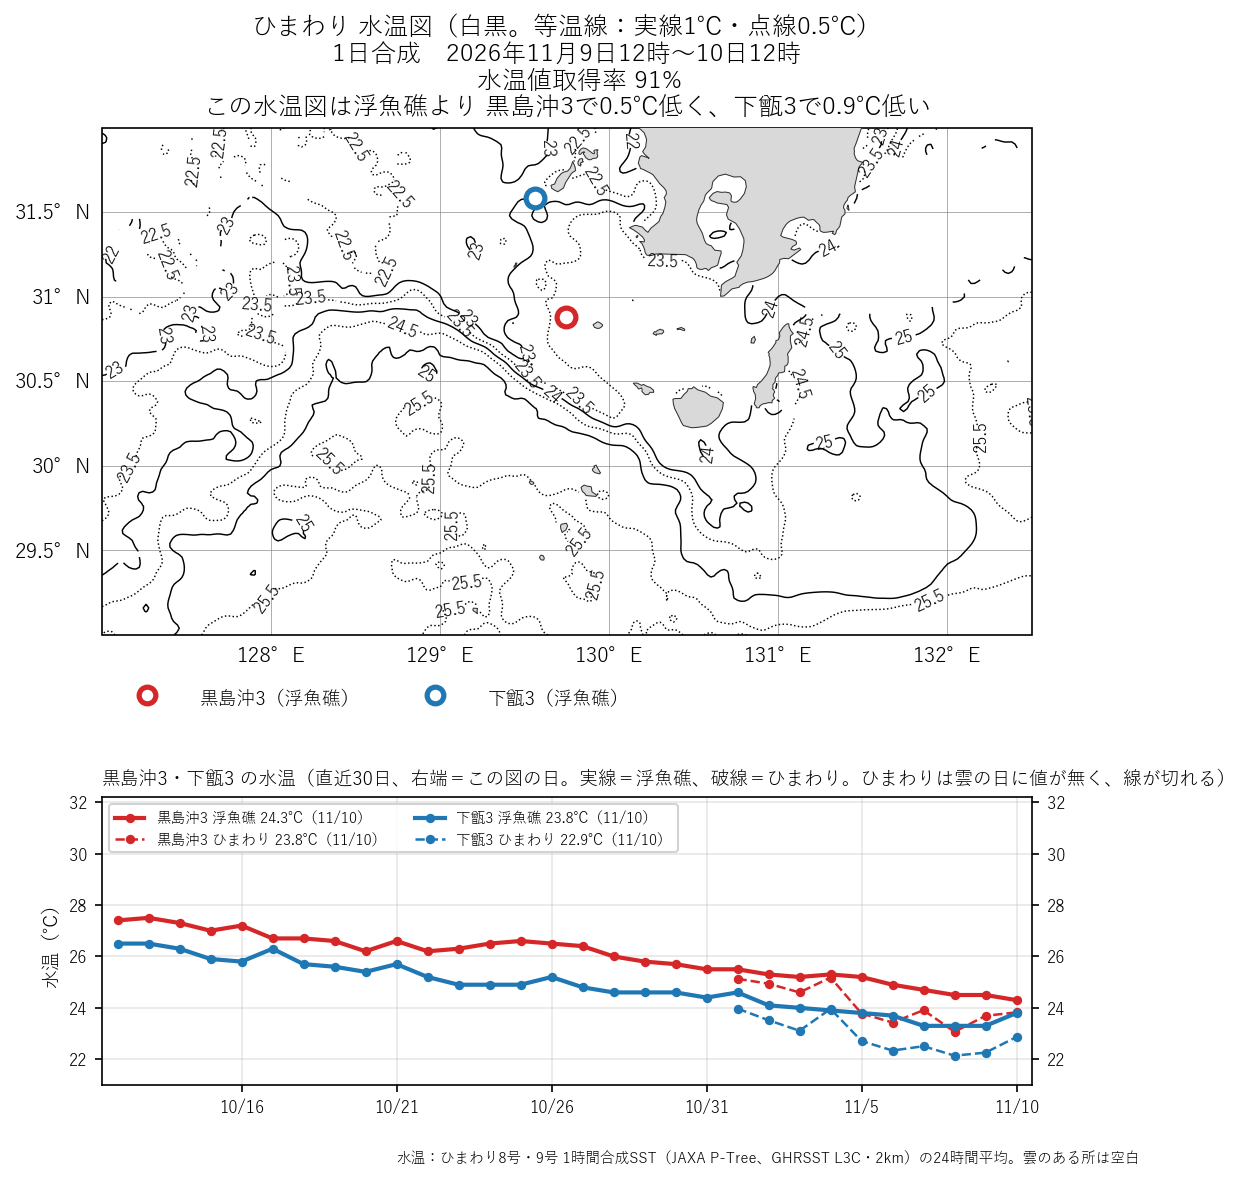 ひまわり 水温図（白黒。等温線：実線1°C・点線0.5°C）
1日合成　2026年11月9日12時～10日12時
水温値取得率 91%
この水温図は浮魚礁より 黒島沖3で0.5°C低く、下甑3で0.9°C低い
31.5° N
31° N
30.5° N
30° N
29.5° N
128° E
129° E
130° E
131° E
132° E
黒島沖3（浮魚礁）
下甑3（浮魚礁）
黒島沖3・下甑3 の水温（直近30日、右端＝この図の日。実線＝浮魚礁、破線＝ひまわり。ひまわりは雲の日に値が無く、線が切れる）
黒島沖3 浮魚礁 24.3°C（11/10）
黒島沖3 ひまわり 23.8°C（11/10）
下甑3 浮魚礁 23.8°C（11/10）
下甑3 ひまわり 22.9°C（11/10）
水温（°C）
32
30
28
26
24
22
32
30
28
26
24
22
10/16
10/21
10/26
10/31
11/5
11/10
水温：ひまわり8号・9号 1時間合成SST（JAXA P-Tree、GHRSST L3C・2km）の24時間平均。雲のある所は空白